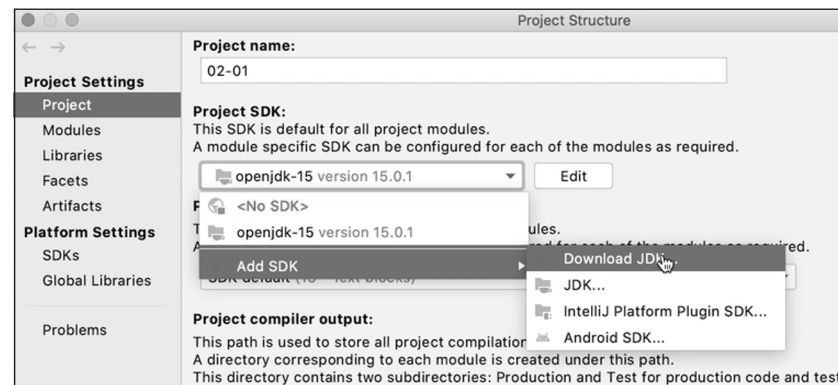 Project Structure
Project Settings
Project
Modules
Libraries
Facets
Artifacts
Platform Settings
SDKs
Global Libraries
Problems
Project name:
02-01
Project SDK:
This SDK is default for all project modules.
A module specific SDK can be configured for each of the modules as required.
openjdk-15 version 15.0.1
Edit
<No SDK>
openjdk-15 version 15.0.1
ules.
Add SDK
Download JDK...
JDK...
IntelliJ Platform Plugin SDK...
Android SDK...
Project compiler output:
This path is used to store all project compilation
A directory corresponding to each module is created under this path.
This directory contains two subdirectories: Production and Test for production code and test